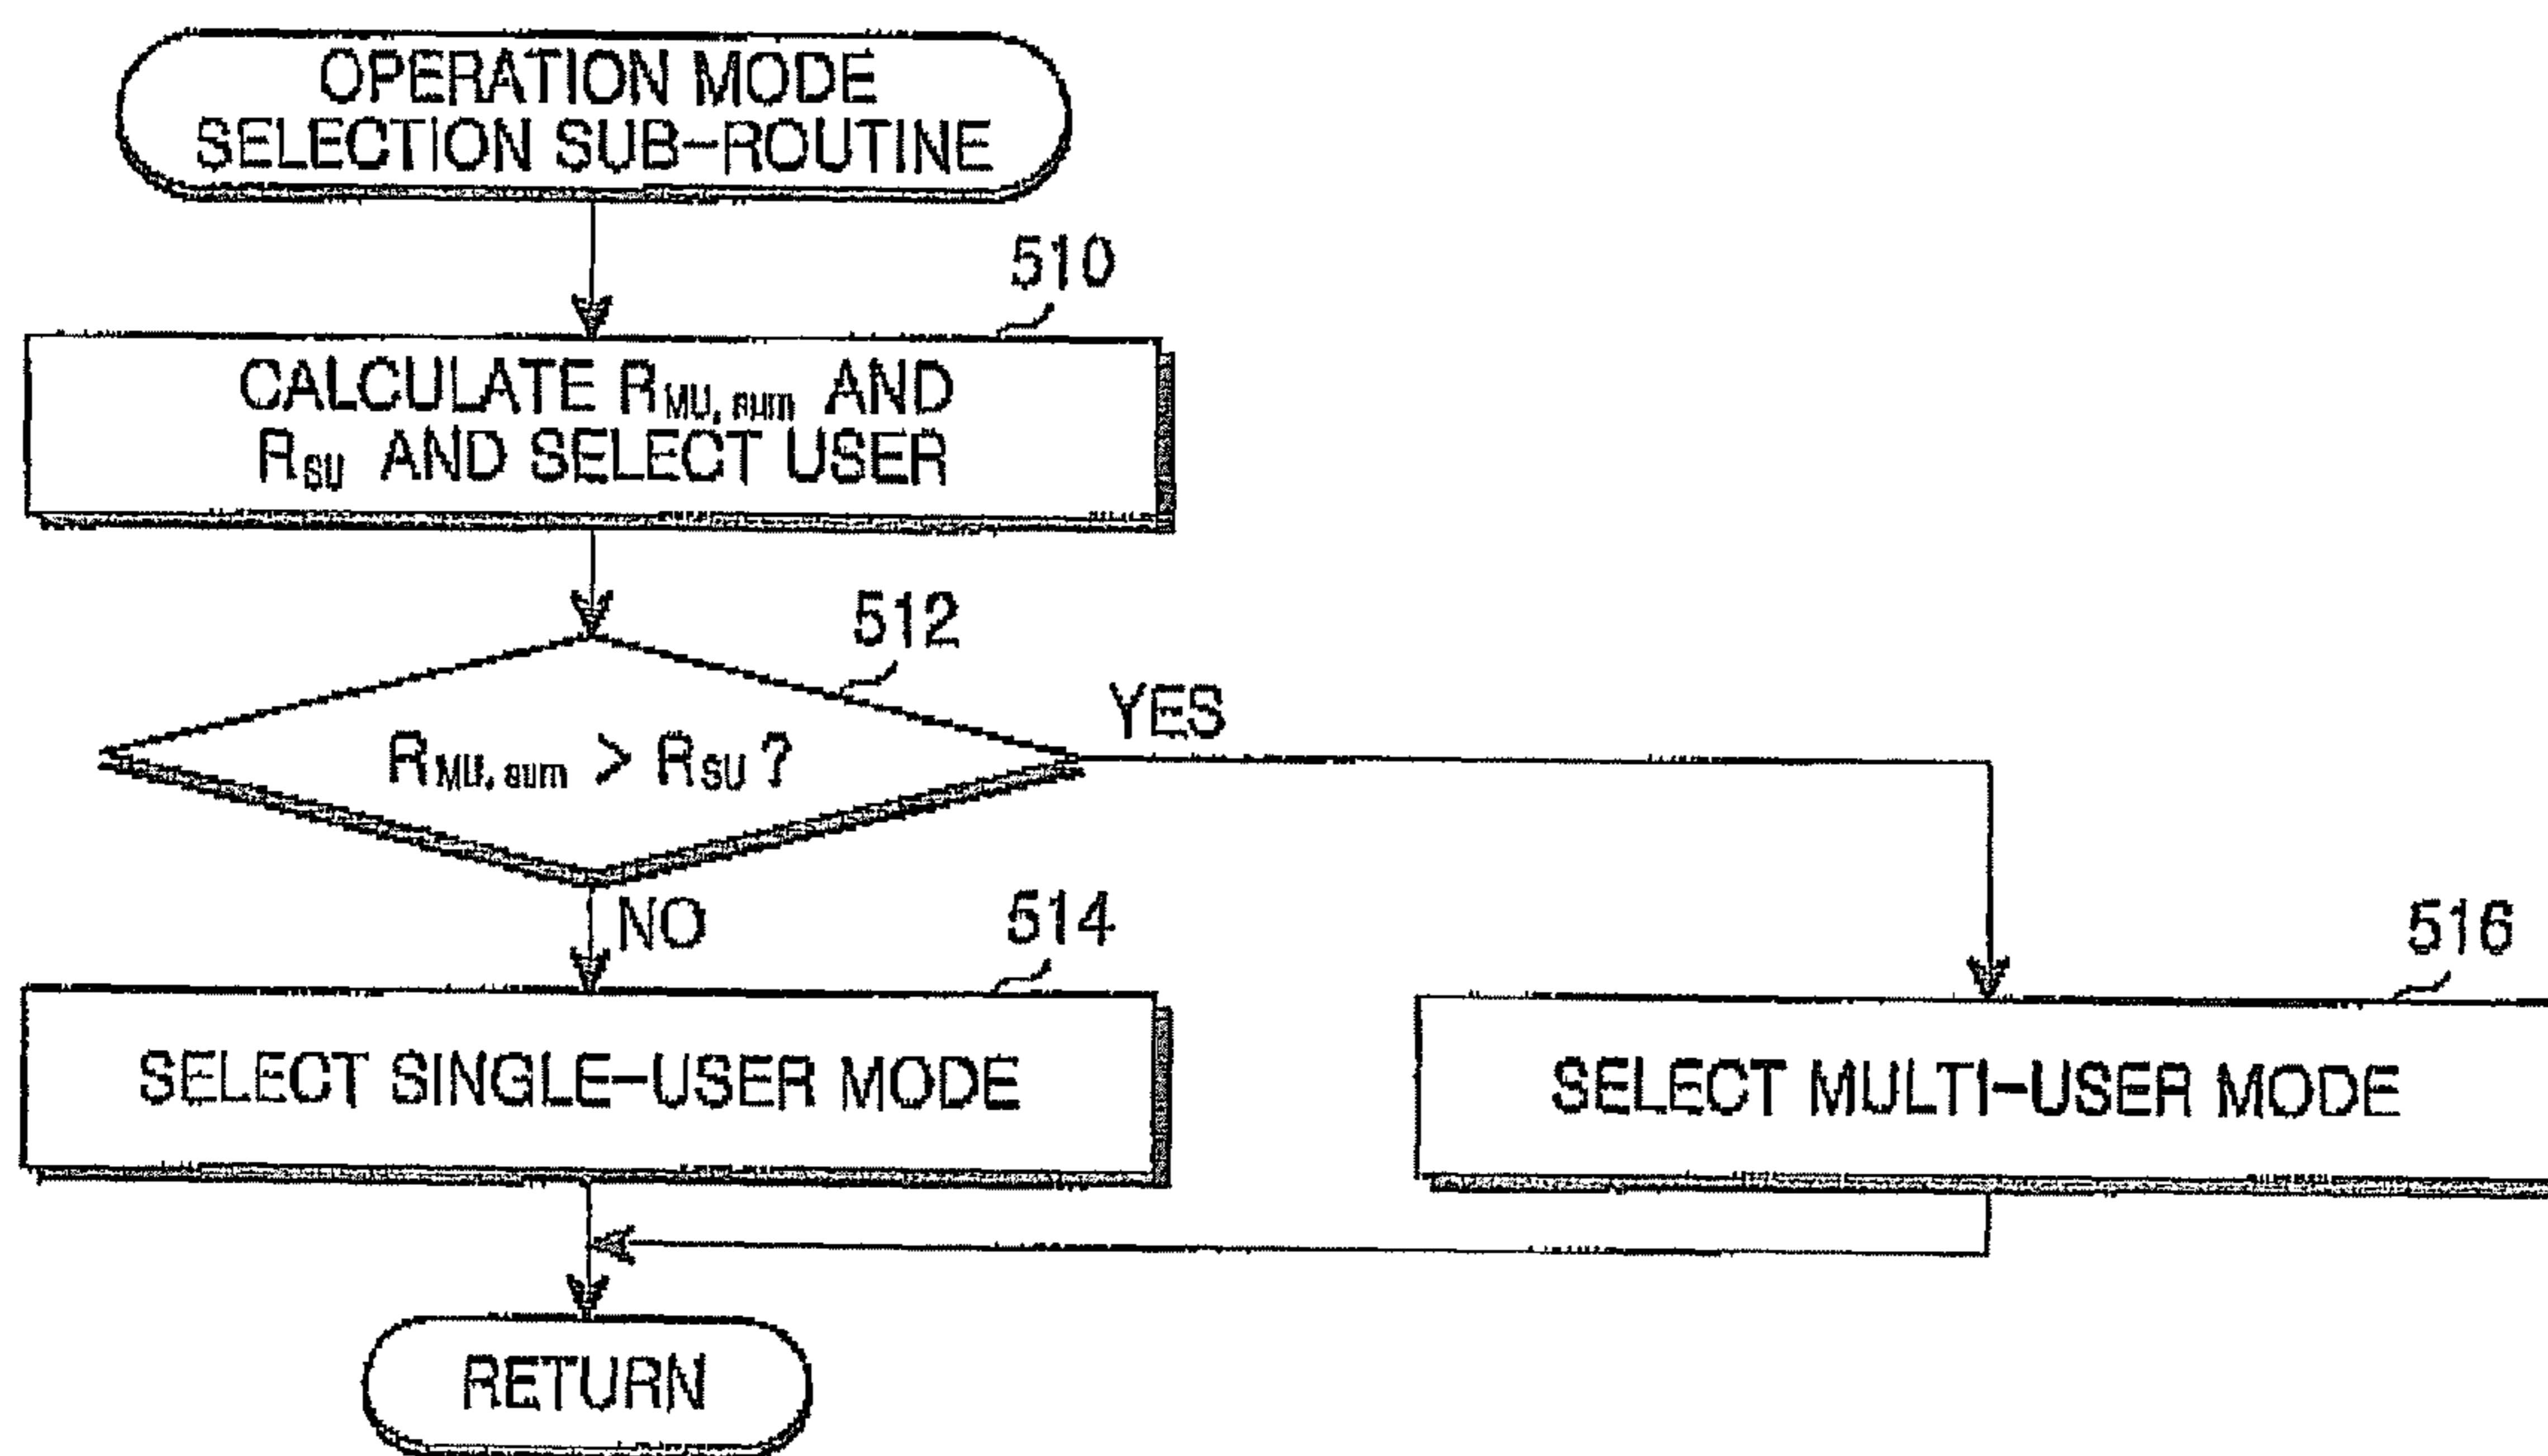 OPERATION MODE
SELECTION SUB-ROUTINE
510
CALCULATE RMU, sum AND
RSU AND SELECT USER
512
RMU, sum > RSU ?
YES
NO
514
SELECT SINGLE-USER MODE
516
SELECT MULTI-USER MODE
RETURN